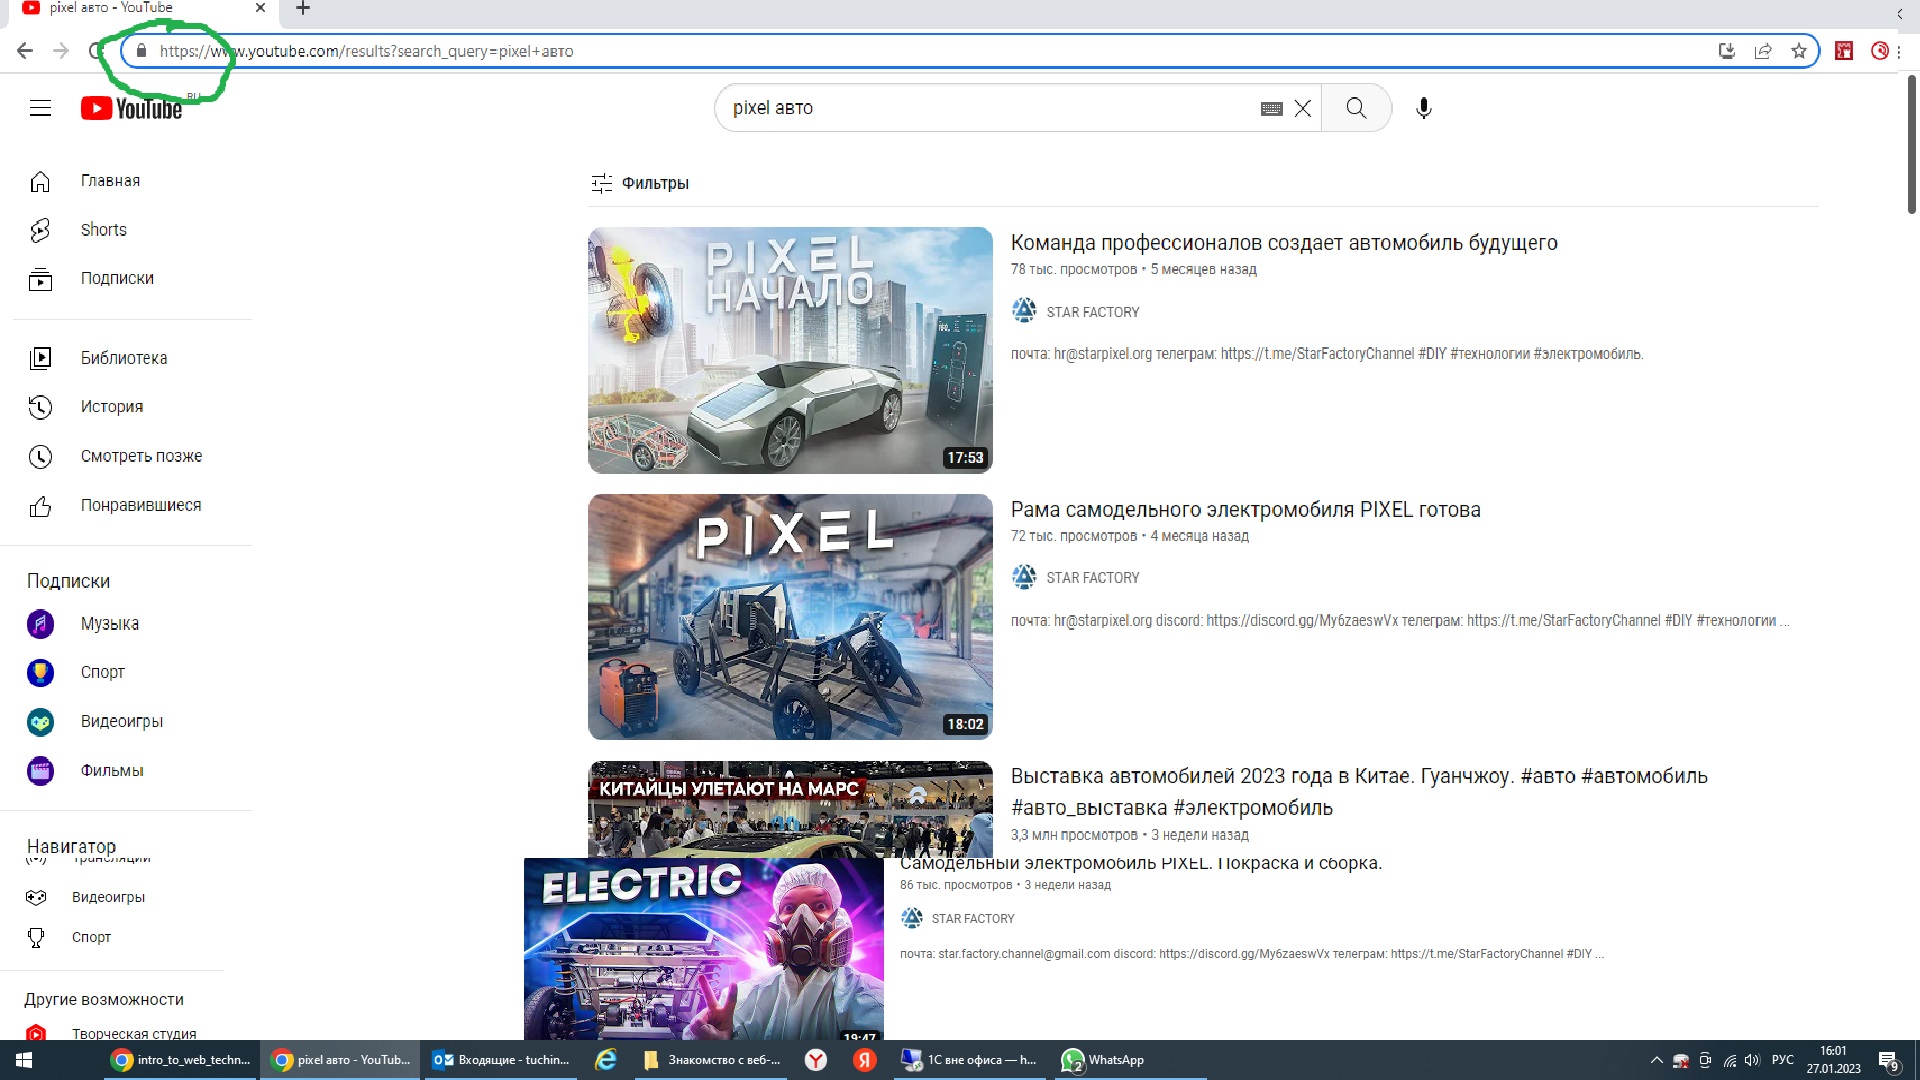 pixel авто - YouTube
https://www.youtube.com/results?search_query=pixel+авто
YouTube RU
pixel авто
Главная
Shorts
Подписки
Библиотека
История
Смотреть позже
Понравившиеся
Подписки
Музыка
Спорт
Видеоигры
Фильмы
Навигатор
Трансляции
Видеоигры
Спорт
Другие возможности
Творческая студия
Фильтры
PIXEL
НАЧАЛО
17:53
Команда профессионалов создает автомобиль будущего
78 тыс. просмотров • 5 месяцев назад
STAR FACTORY
почта: hr@starpixel.org телеграм: https://t.me/StarFactoryChannel #DIY #технологии #электромобиль.
PIXEL
18:02
Рама самодельного электромобиля PIXEL готова
72 тыс. просмотров • 4 месяца назад
STAR FACTORY
почта: hr@starpixel.org discord: https://discord.gg/My6zaeswVx телеграм: https://t.me/StarFactoryChannel #DIY #технологии ...
КИТАЙЦЫ УЛЕТАЮТ НА МАРС
Выставка автомобилей 2023 года в Китае. Гуанчжоу. #авто #автомобиль
#авто_выставка #электромобиль
3,3 млн просмотров • 3 недели назад
ELECTRIC
19:47
Самодельный электромобиль PIXEL. Покраска и сборка.
86 тыс. просмотров • 3 недели назад
STAR FACTORY
почта: star.factory.channel@gmail.com discord: https://discord.gg/My6zaeswVx телеграм: https://t.me/StarFactoryChannel #DIY ...
intro_to_web_techn...
pixel авто - YouTub...
Входящие - tuchin...
Знакомство с веб-...
1С вне офиса — h...
2
WhatsApp
РУС
16:01
27.01.2023
9